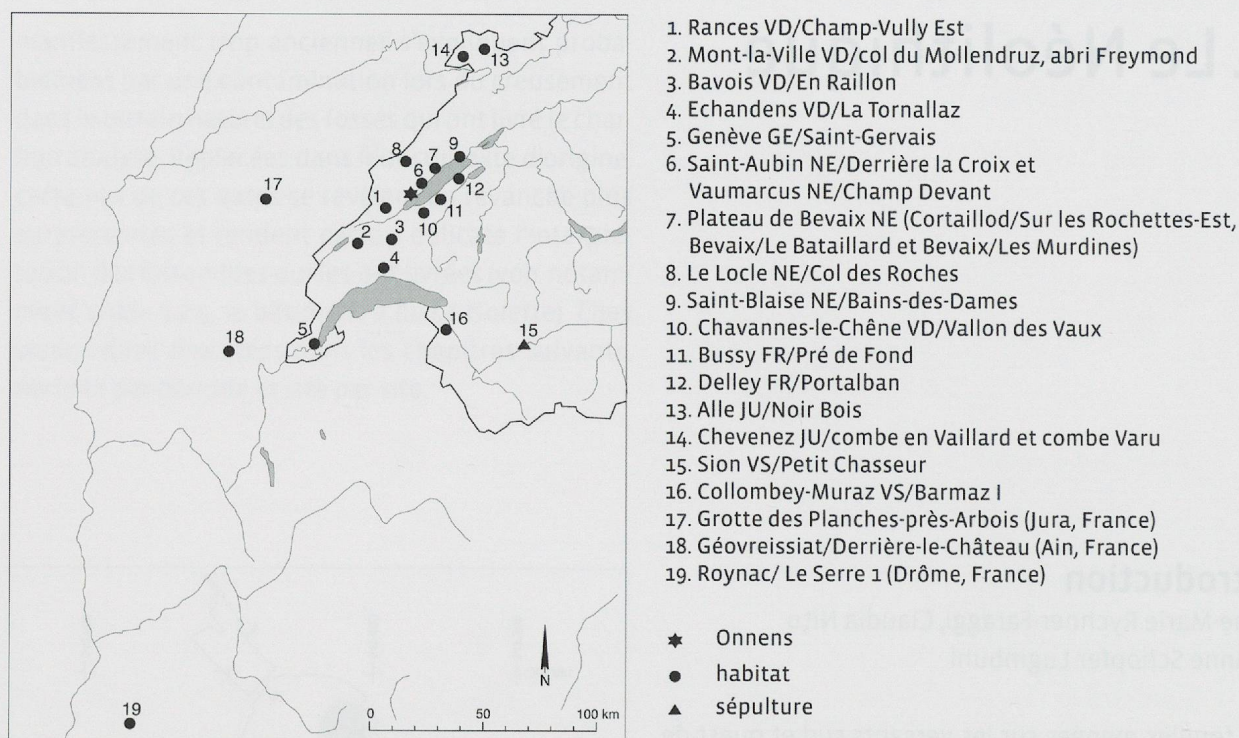 14
13
8
9
7
6
17
12
1
11
10
2
3
4
16
5
15
18
19
N
0 50 100 km
1. Rances VD/Champ-Vully Est
2. Mont-la-Ville VD/col du Mollendruz, abri Freymond
3. Bavois VD/En Raillon
4. Echandens VD/La Tornallaz
5. Genève GE/Saint-Gervais
6. Saint-Aubin NE/Derrière la Croix et
Vaumarcus NE/Champ Devant
7. Plateau de Bevaix NE (Cortaillod/Sur les Rochettes-Est,
Bevaix/Le Bataillard et Bevaix/Les Murdines)
8. Le Locle NE/Col des Roches
9. Saint-Blaise NE/Bains-des-Dames
10. Chavannes-le-Chêne VD/Vallon des Vaux
11. Bussy FR/Pré de Fond
12. Delley FR/Portalban
13. Alle JU/Noir Bois
14. Chevenez JU/combe en Vaillard et combe Varu
15. Sion VS/Petit Chasseur
16. Collombey-Muraz VS/Barmaz I
17. Grotte des Planches-près-Arbois (Jura, France)
18. Géovreissiat/Derrière-le-Château (Ain, France)
19. Roynac/ Le Serre 1 (Drôme, France)
Onnens
habitat
sépulture